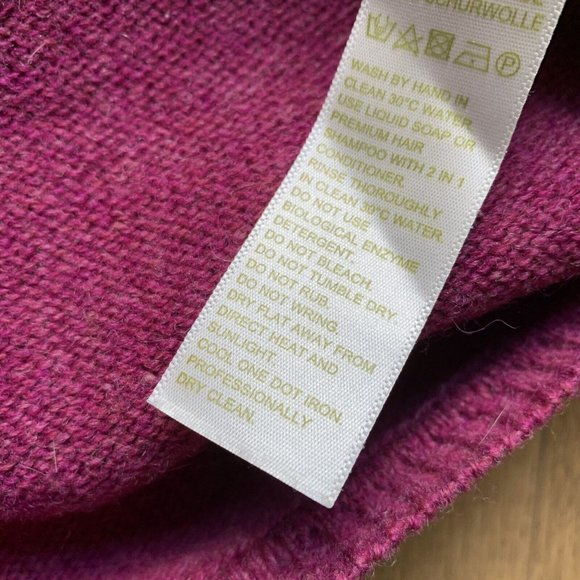 SCHURWOLLE
P
WASH BY HAND IN
CLEAN 30°C WATER
USE LIQUID SOAP OR
PREMIUM HAIR
SHAMPOO WITH 2 IN 1
CONDITIONER.
RINSE THOROUGHLY
IN CLEAN 30°C WATER.
DO NOT USE
BIOLOGICAL ENZYME
DETERGENT.
DO NOT BLEACH.
DO NOT TUMBLE DRY.
DO NOT RUB.
DO NOT WRING.
DRY FLAT AWAY FROM
DIRECT HEAT AND
SUNLIGHT.
COOL ONE DOT IRON.
PROFESSIONALLY
DRY CLEAN.